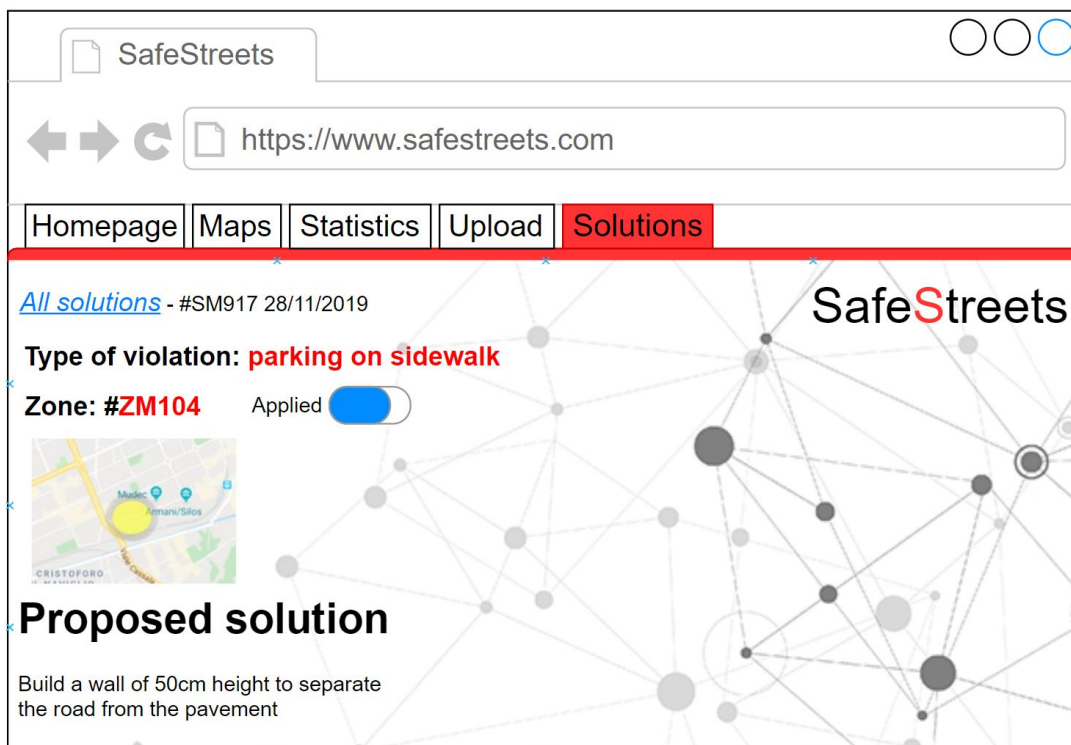 SafeStreets
https://www.safestreets.com
Homepage Maps Statistics Upload Solutions
All solutions - #SM917 28/11/2019
SafeStreets
Type of violation: parking on sidewalk
Zone: #ZM104 Applied
Mudec
Armani/Silos
CRISTOFORO
Proposed solution
Build a wall of 50cm height to separate
the road from the pavement